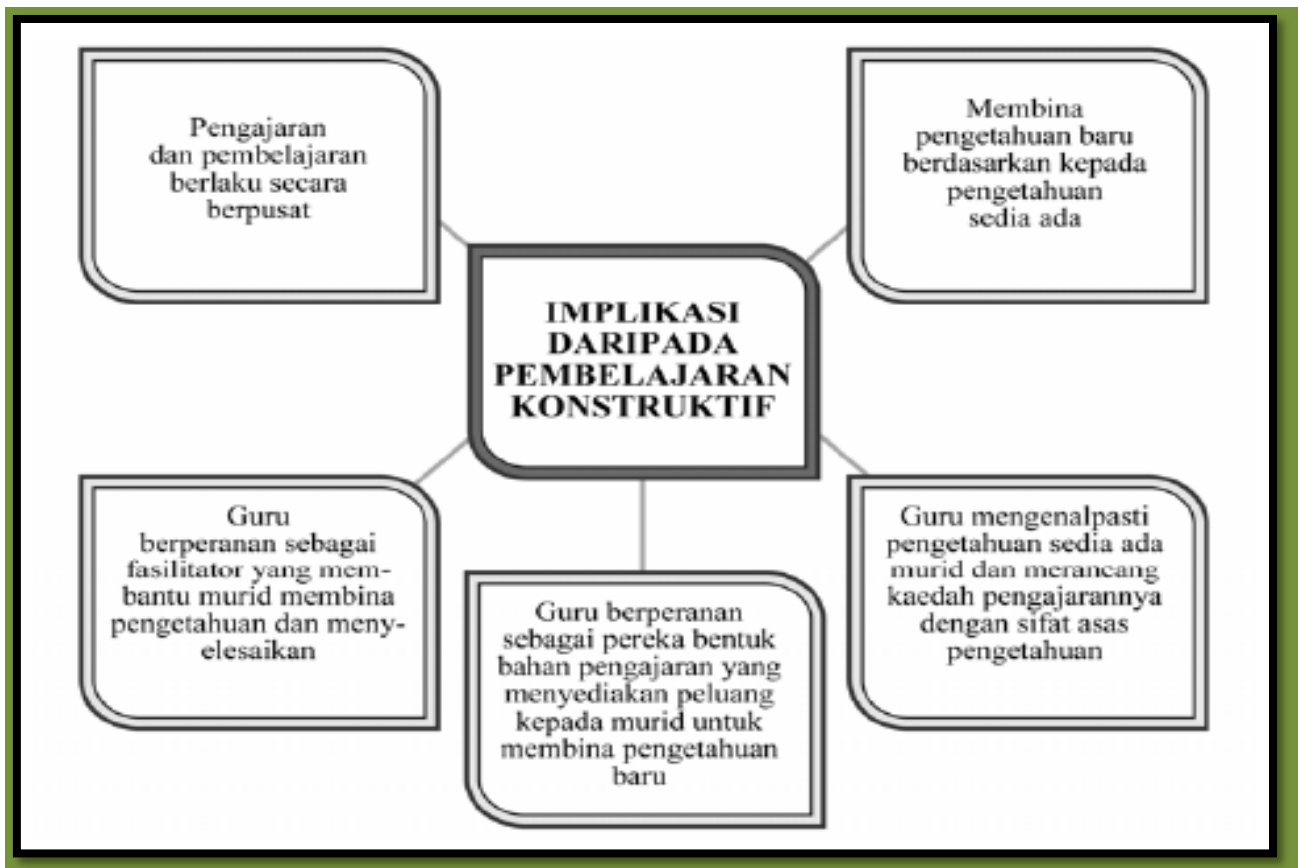 Pengajaran
dan pembelajaran
berlaku secara
berpusat
Membina
pengetahuan baru
berdasarkan kepada
pengetahuan
sedia ada
IMPLIKASI
DARIPADA
PEMBELAJARAN
KONSTRUKTIF
Guru
berperanan sebagai
fasilitator yang mem-
bantu murid membina
pengetahuan dan meny-
elesaikan
Guru berperanan
sebagai pereka bentuk
bahan pengajaran yang
menyediakan peluang
kepada murid untuk
membina pengetahuan
baru
Guru mengenalpasti
pengetahuan sedia ada
murid dan merancang
kaedah pengajarannya
dengan sifat asas
pengetahuan